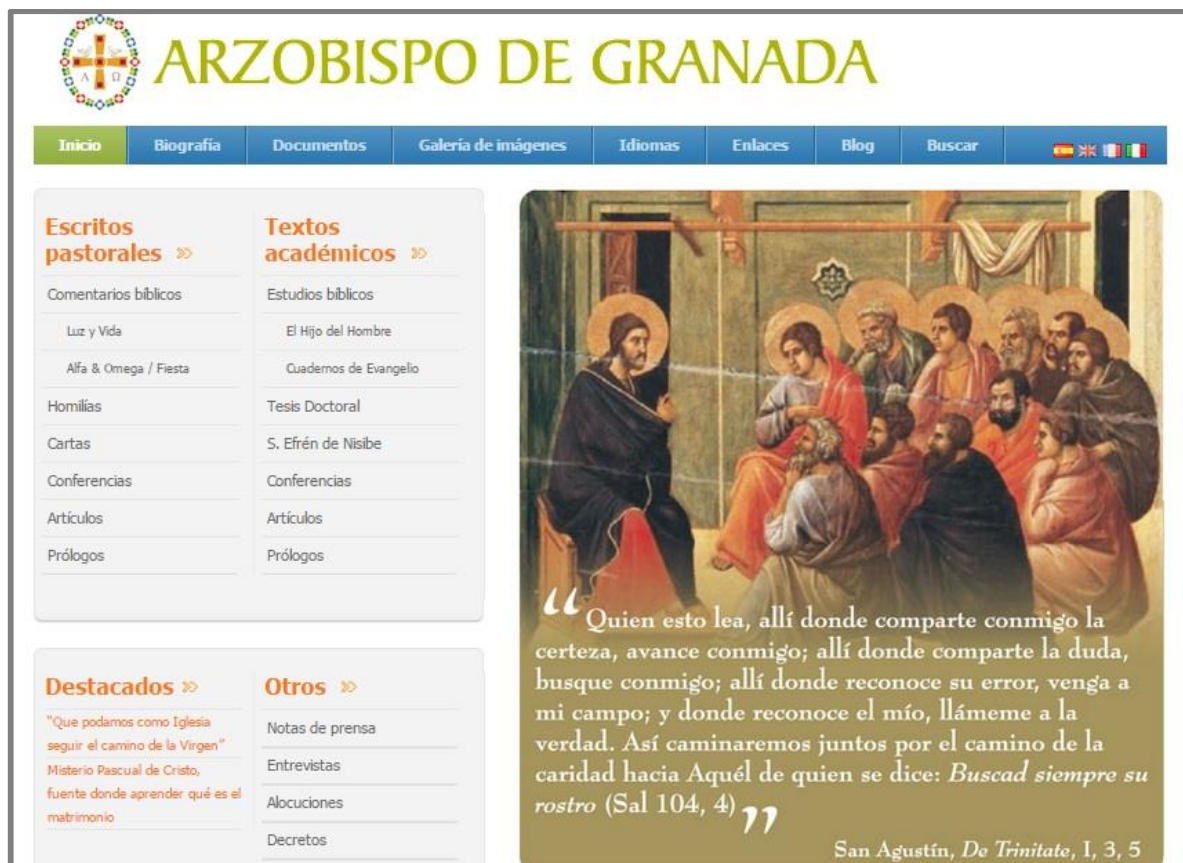 ARZOBISPO DE GRANADA
Α Ω
Inicio Biografía Documentos Galería de imágenes Idiomas Enlaces Blog Buscar
Escritos
pastorales
Comentarios bíblicos
Luz y Vida
Alfa & Omega / Fiesta
Homilías
Cartas
Conferencias
Artículos
Prólogos
Textos
académicos
Estudios bíblicos
El Hijo del Hombre
Cuadernos de Evangelio
Tesis Doctoral
S. Efrén de Nisibe
Conferencias
Artículos
Prólogos
Destacados
"Que podamos como Iglesia
seguir el camino de la Virgen"
Misterio Pascual de Cristo,
fuente donde aprender qué es el
matrimonio
Otros
Notas de prensa
Entrevistas
Alocuciones
Decretos
“Quien esto lea, allí donde comparte conmigo la
certeza, avance conmigo; allí donde comparte la duda,
busque conmigo; allí donde reconoce su error, venga a
mi campo; y donde reconoce el mío, llámeme a la
verdad. Así caminaremos juntos por el camino de la
caridad hacia Aquél de quien se dice: Buscad siempre su
rostro (Sal 104, 4)”
San Agustín, De Trinitate, I, 3, 5